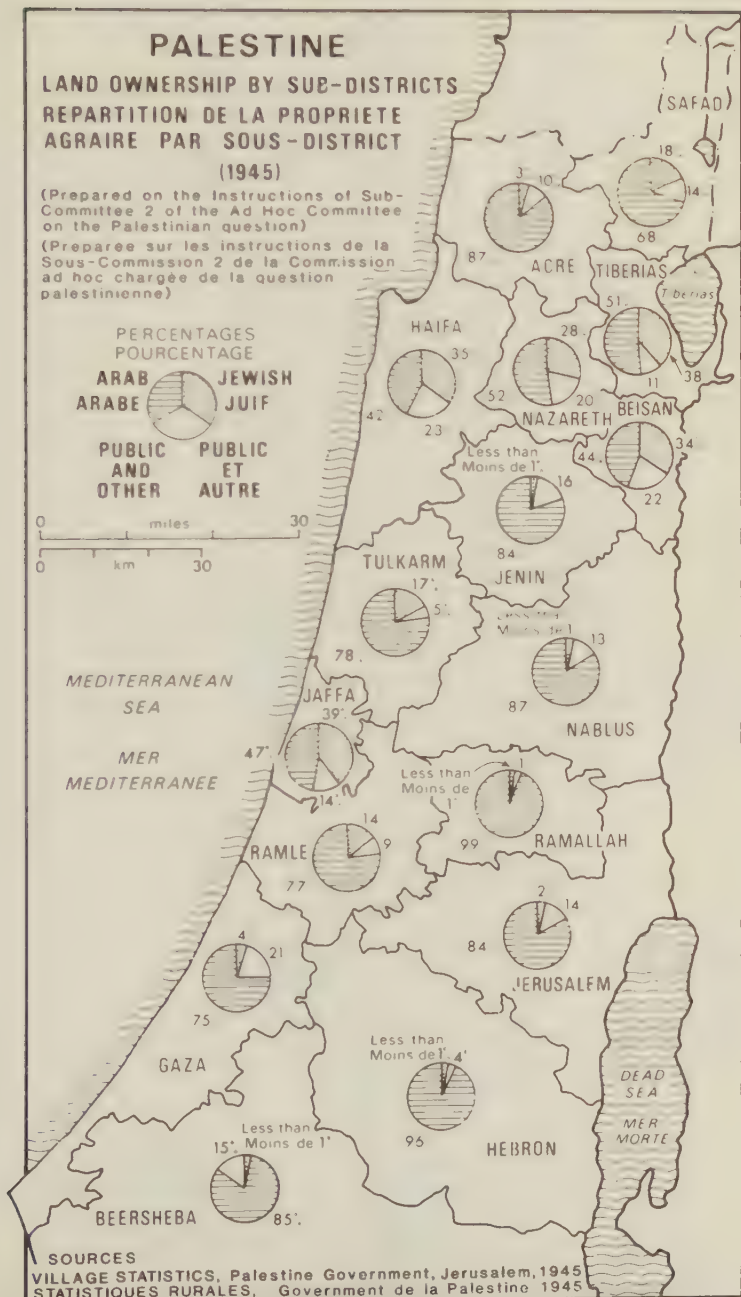 PALESTINE
LAND OWNERSHIP BY SUB-DISTRICTS
REPARTITION DE LA PROPRIETE
AGRAIRE PAR SOUS-DISTRICT
(1945)
(Prepared on the Instructions of Sub-
Committee 2 of the Ad Hoc Committee
on the Palestinian question)
(Préparée sur les instructions de la
Sous-Commission 2 de la Commission
ad hoc chargée de la question
palestinienne)
PERCENTAGES
POURCENTAGE
ARAB JEWISH
ARABE JUIF
PUBLIC PUBLIC
AND ET
OTHER AUTRE
0 miles 30
0 km 30
(SAFAD)
18
14
68
3
10
87
ACRE
TIBERIAS
Tiberias
51
38
11
HAIFA
35
42
23
28
52
20
NAZARETH
BEISAN
44
34
22
Less than
Moins de 1%
16
84
JENIN
TULKARM
17%
5%
78
Moins de 1
13
87
NABLUS
MEDITERRANEAN
SEA
MER
MEDITERRANEE
JAFFA
39%
47%
14%
Less than
Moins de
1%
1
99
RAMALLAH
14
9
RAMLE
77
2
14
84
JERUSALEM
4
21
75
GAZA
Less than
Moins de 1%
4%
96
HEBRON
DEAD
SEA
MER
MORTE
Less than
15% Moins de 1%
BEERSHEBA
85%
SOURCES
VILLAGE STATISTICS, Palestine Government, Jerusalem, 1945
STATISTIQUES RURALES, Government de la Palestine 1945